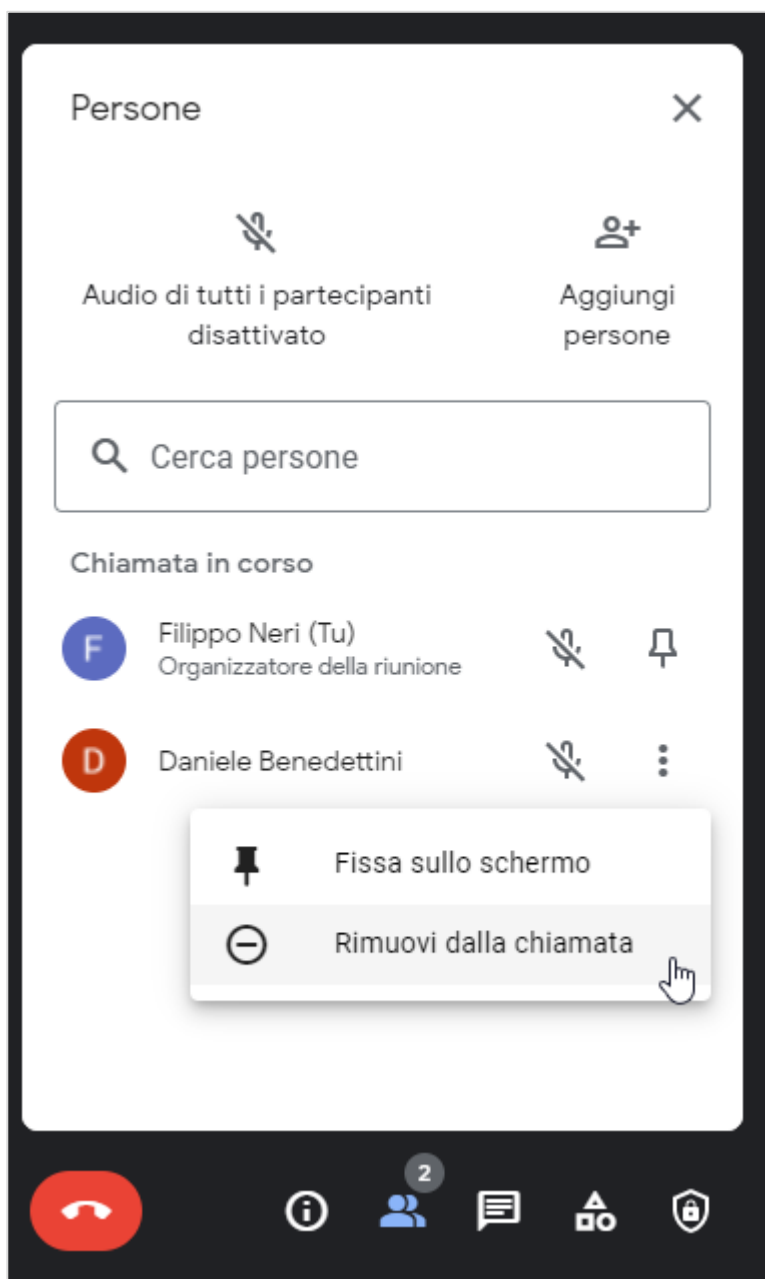 Persone
Audio di tutti i partecipanti
disattivato
Aggiungi
persone
Cerca persone
Chiamata in corso
F
Filippo Neri (Tu)
Organizzatore della riunione
D
Daniele Benedettini
Fissa sullo schermo
Rimuovi dalla chiamata
2